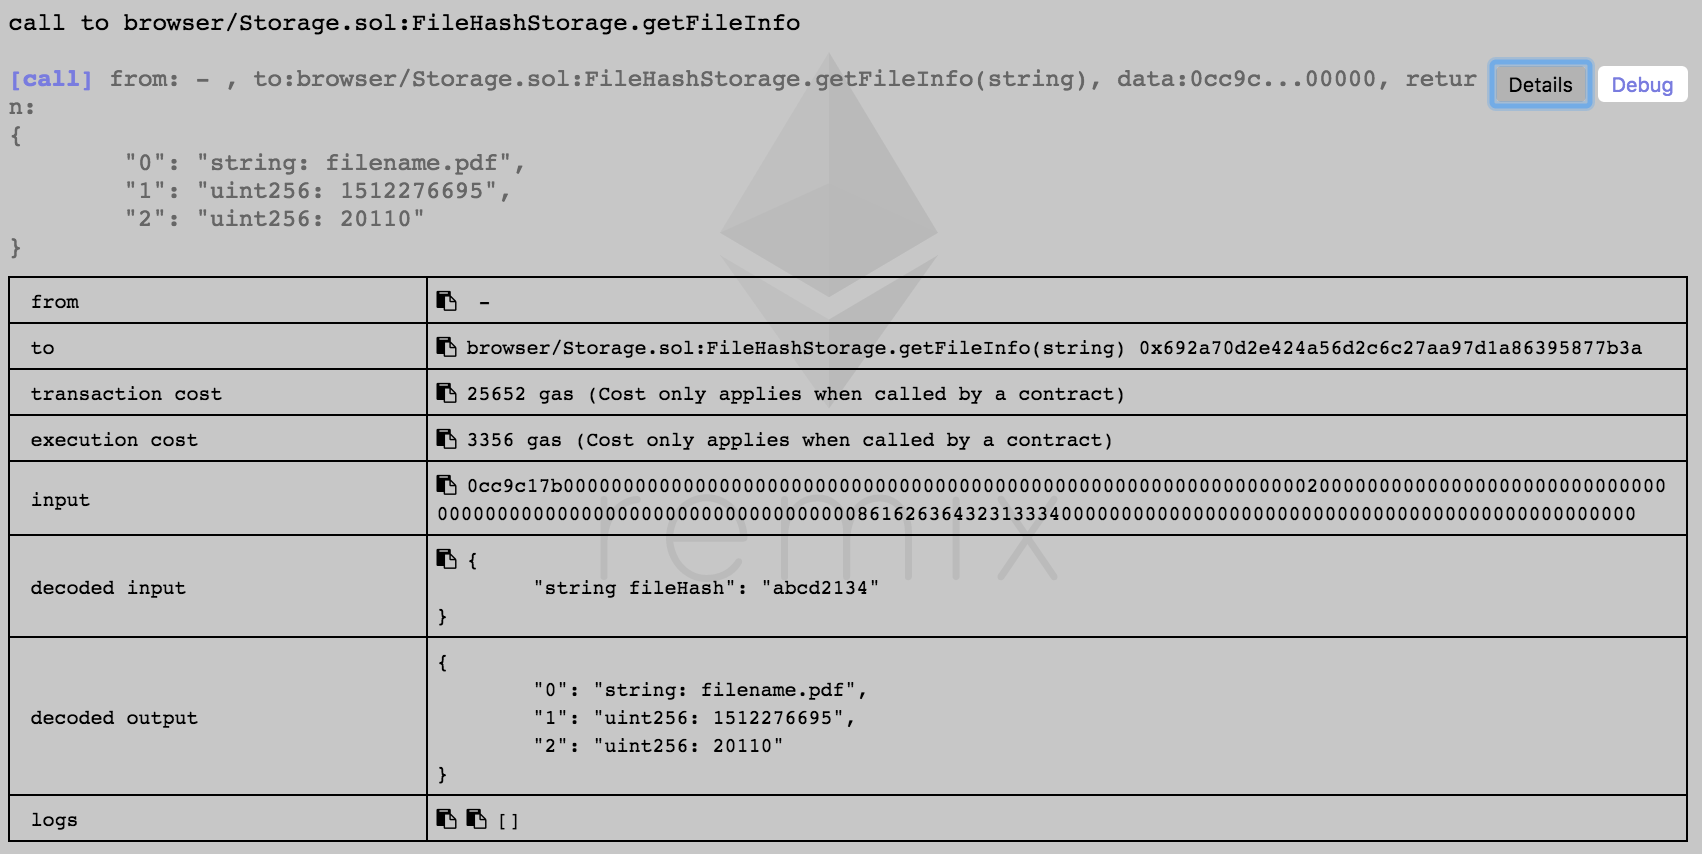 call to browser/Storage.sol:FileHashStorage.getFileInfo
[call] from: - , to:browser/Storage.sol:FileHashStorage.getFileInfo(string), data:0cc9c...00000, retur
n:
Details
Debug
{
"0": "string: filename.pdf",
"1": "uint256: 1512276695",
"2": "uint256: 20110"
}
from
-
to
browser/Storage.sol:FileHashStorage.getFileInfo(string) 0x692a70d2e424a56d2c6c27aa97d1a86395877b3a
transaction cost
25652 gas (Cost only applies when called by a contract)
execution cost
3356 gas (Cost only applies when called by a contract)
input
0cc9c17b00000000000000000000000000000000000000000000000000000000000000200000000000000000000000000000
0000000000000000000000000000000000086162636432313334000000000000000000000000000000000000000000000000
remix
decoded input
{
"string fileHash": "abcd2134"
}
decoded output
{
"0": "string: filename.pdf",
"1": "uint256: 1512276695",
"2": "uint256: 20110"
}
logs
[]